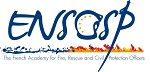 ENSOSP
The French Academy for Fire, Rescue and Civil Protection Officers